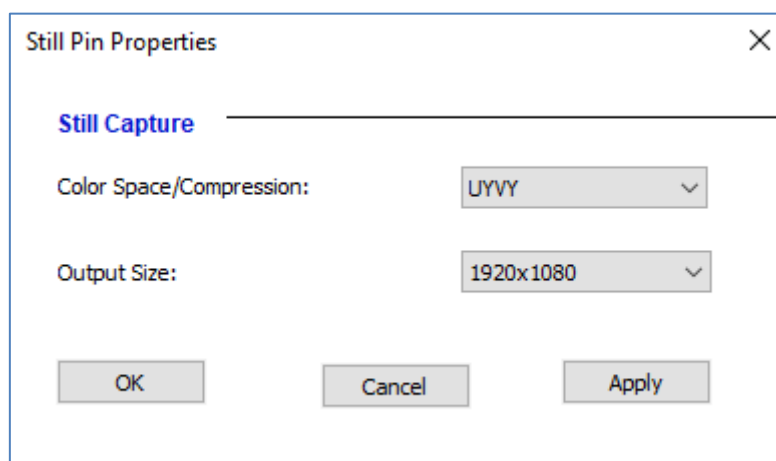 Still Pin Properties
Still Capture
Color Space/Compression: UYVY
Output Size: 1920x1080
OK Cancel Apply